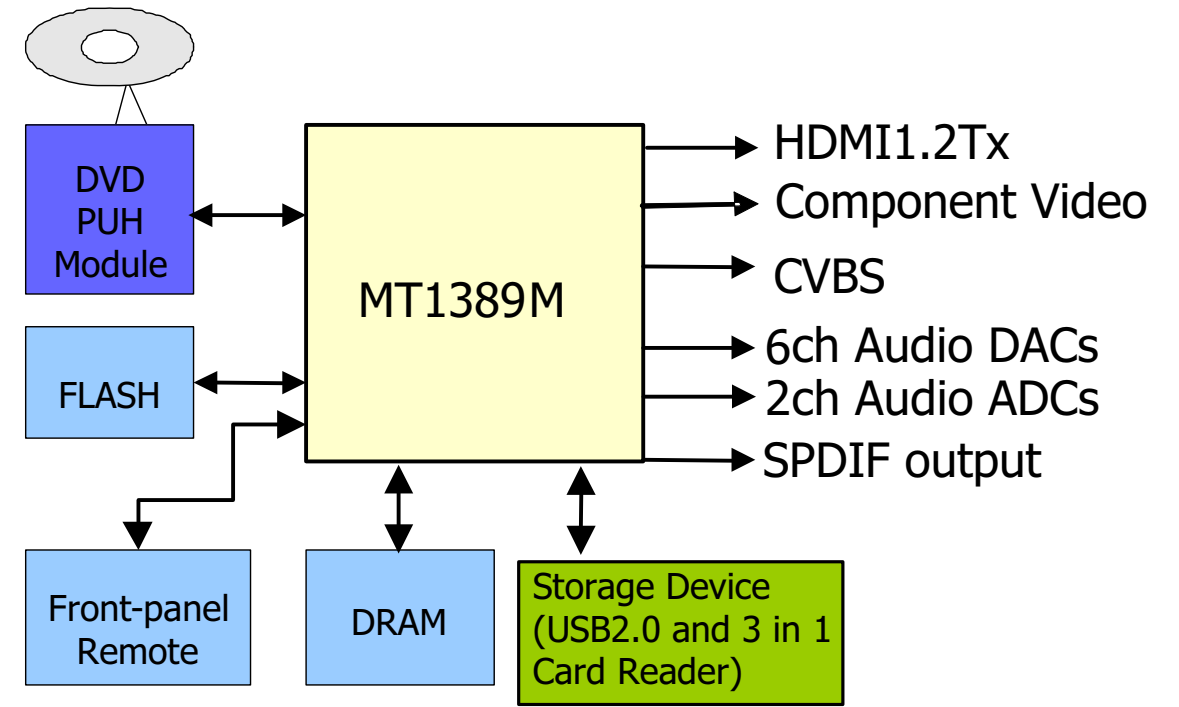 DVD
PUH
Module
FLASH
Front-panel
Remote
MT1389M
DRAM
Storage Device
(USB2.0 and 3 in 1
Card Reader)
HDMI1.2Tx
Component Video
CVBS
6ch Audio DACs
2ch Audio ADCs
SPDIF output